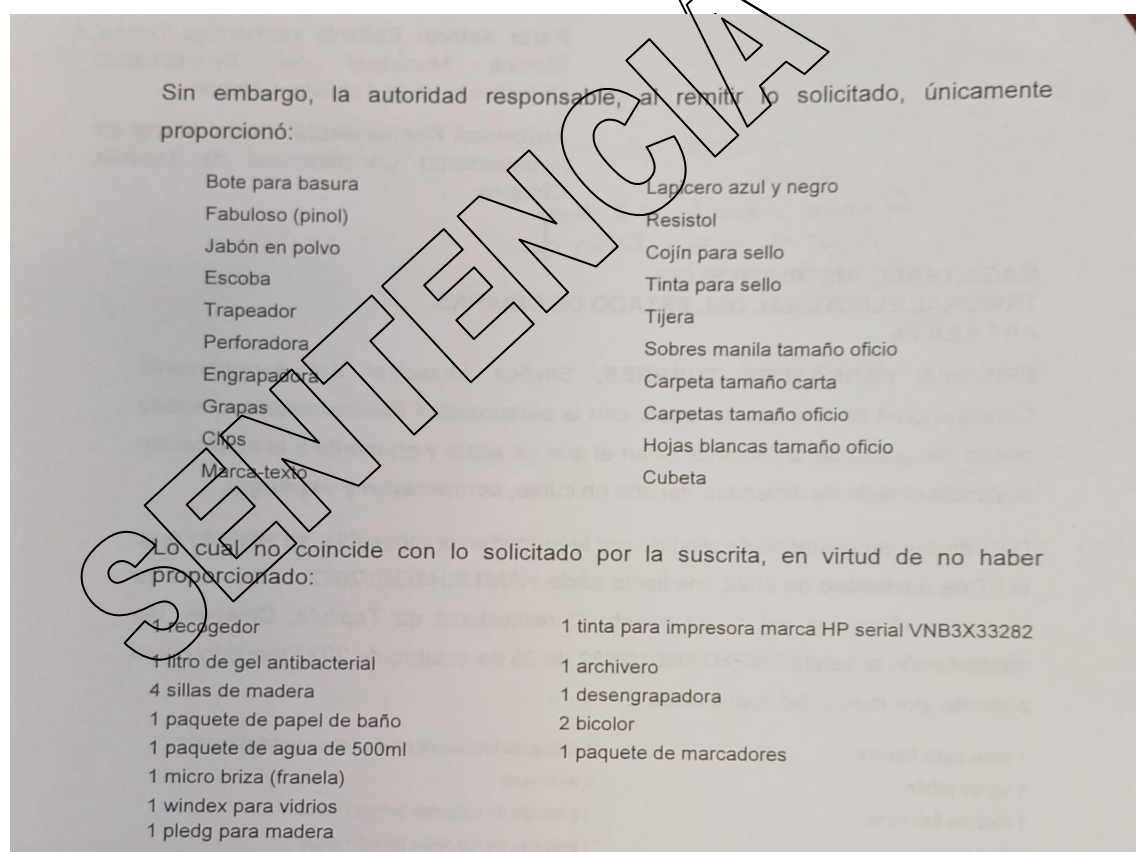 Sin embargo, la autoridad responsable, al remitir lo solicitado, únicamente
proporcionó:
Bote para basura
Fabuloso (pinol)
Jabón en polvo
Escoba
Trapeador
Perforadora
Engrapadora
Grapas
Clips
Marca-texto
Lapicero azul y negro
Resistol
Cojín para sello
Tinta para sello
Tijera
Sobres manila tamaño oficio
Carpeta tamaño carta
Carpetas tamaño oficio
Hojas blancas tamaño oficio
Cubeta
SENTENCIA
Lo cual no coincide con lo solicitado por la suscrita, en virtud de no haber
proporcionado:
1 recogedor
1 litro de gel antibacterial
4 sillas de madera
1 paquete de papel de baño
1 paquete de agua de 500ml
1 micro briza (franela)
1 windex para vidrios
1 pledg para madera
1 tinta para impresora marca HP serial VNB3X33282
1 archivero
1 desengrapadora
2 bicolor
1 paquete de marcadores